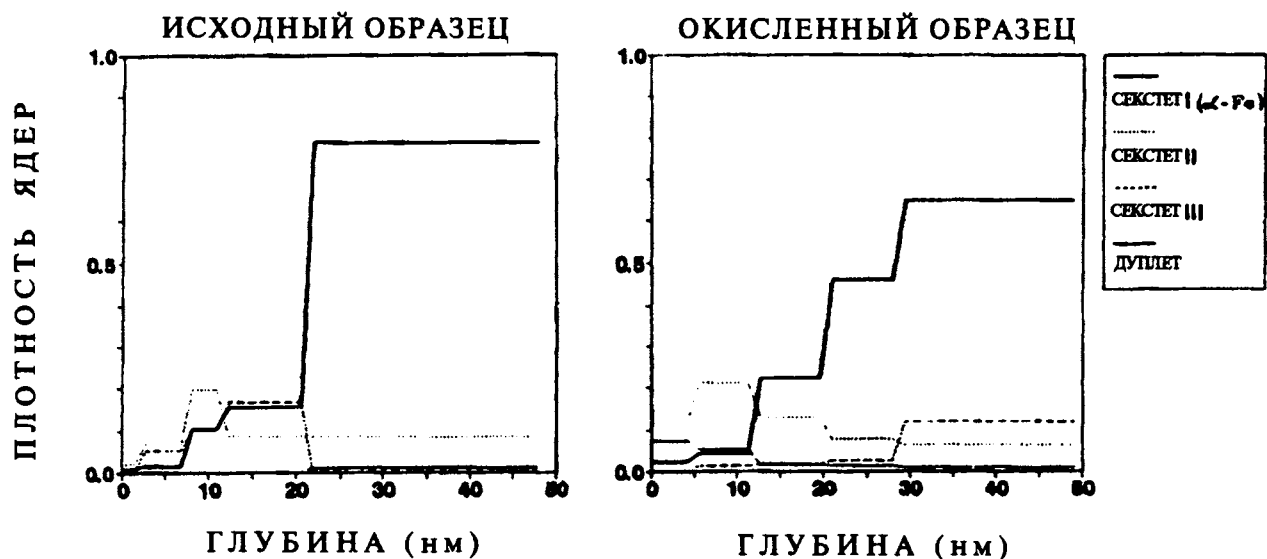 ИСХОДНЫЙ ОБРАЗЕЦ
ОКИСЛЕННЫЙ ОБРАЗЕЦ
ПЛОТНОСТЬ ЯДЕР
1.0
0.5
0.0
0 10 20 30 40 50
ГЛУБИНА (нм)
1.0
0.5
0.0
0 10 20 30 40 50
ГЛУБИНА (нм)
СЕКСТЕТ I (α-Fe)
СЕКСТЕТ II
СЕКСТЕТ III
ДУПЛЕТ